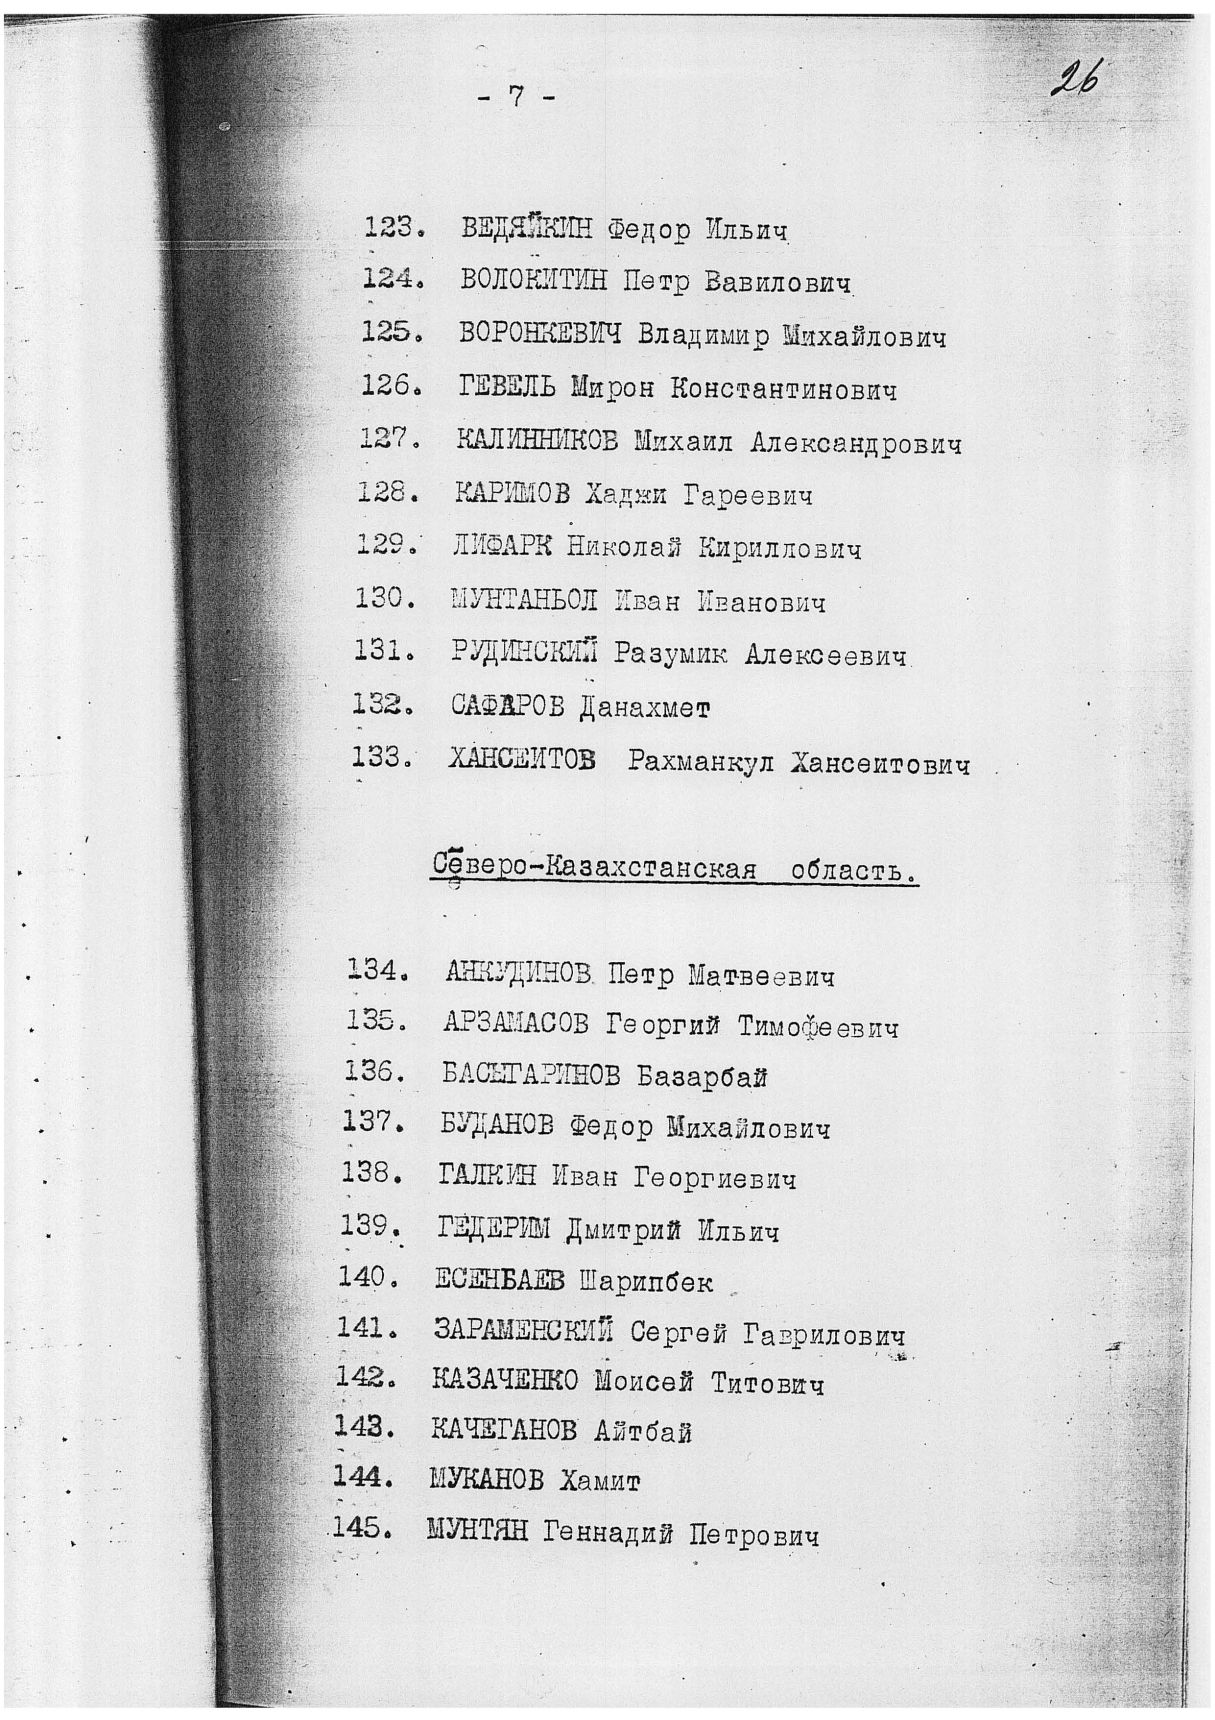 - 7 -
26
123. ВЕДЯЙКИН Федор Ильич
124. ВОЛОКИТИН Петр Вавилович
125. ВОРОНКЕВИЧ Владимир Михайлович
126. ГЕВЕЛЬ Мирон Константинович
127. КАЛИННИКОВ Михаил Александрович
128. КАРИМОВ Хаджи Гареевич
129. ЛИФАРК Николай Кириллович
130. МУНТАНЬОЛ Иван Иванович
131. РУДИНСКИЙ Разумик Алексеевич
132. САФАРОВ Данахмет
133. ХАНСЕИТОВ Рахманкул Хансеитович
Северо-Казахстанская область.
134. АНКУДИНОВ Петр Матвеевич
135. АРЗАМАСОВ Георгий Тимофеевич
136. БАСЫГАРИНОВ Базарбай
137. БУДАНОВ Федор Михайлович
138. ГАЛКИН Иван Георгиевич
139. ГЕДЕРИМ Дмитрий Ильич
140. ЕСЕНБАЕВ Шарипбек
141. ЗАРАМЕНСКИЙ Сергей Гаврилович
142. КАЗАЧЕНКО Моисей Титович
143. КАЧЕГАНОВ Айтбай
144. МУКАНОВ Хамит
145. МУНТЯН Геннадий Петрович